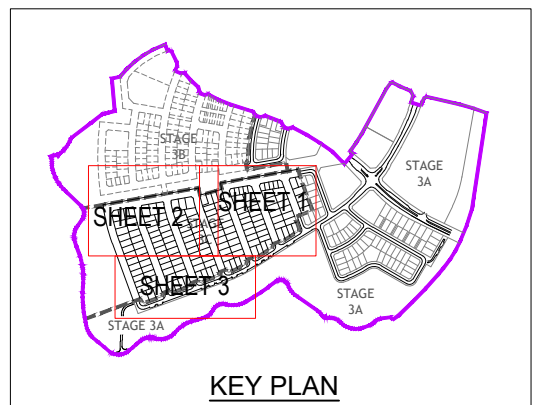 STAGE
3B
STAGE
3A
SHEET 1
SHEET 2
SHEET 3
STAGE
3A
STAGE 3A
KEY PLAN